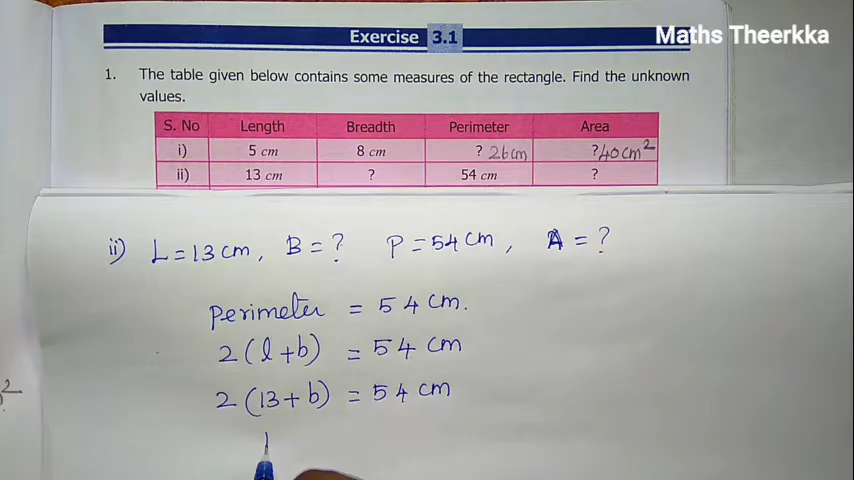 Exercise 3.1
Maths Theerkka
1. The table given below contains some measures of the rectangle. Find the unknown
values.
S. No Length Breadth Perimeter Area
i) 5 cm 8 cm ? 26cm ? 40cm²
ii) 13 cm ? 54 cm ?
ii) L = 13 cm, B = ? P = 54 cm, A = ?
Perimeter = 54 cm.
2(l+b) = 54 cm
2(13+b) = 54 cm